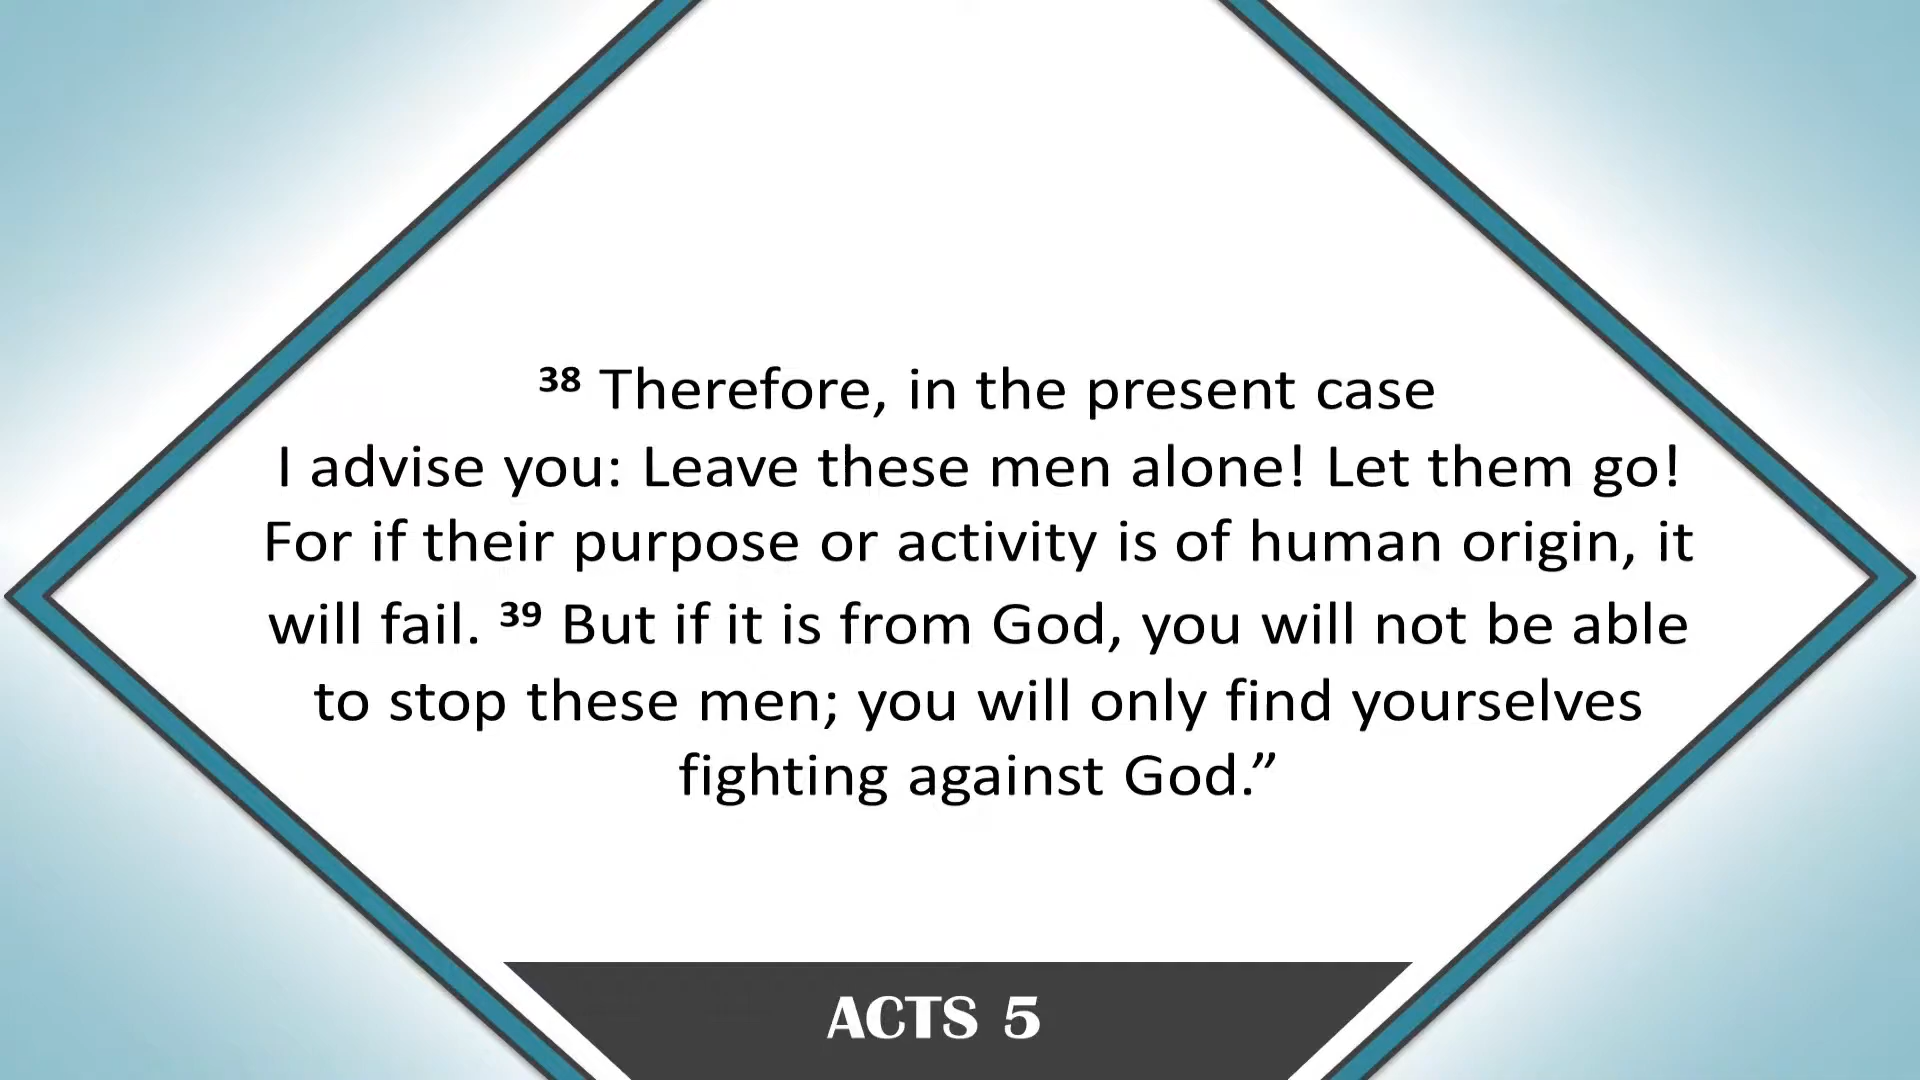 38 Therefore, in the present case
I advise you: Leave these men alone! Let them go!
For if their purpose or activity is of human origin, it
will fail. 39 But if it is from God, you will not be able
to stop these men; you will only find yourselves
fighting against God.”
ACTS 5